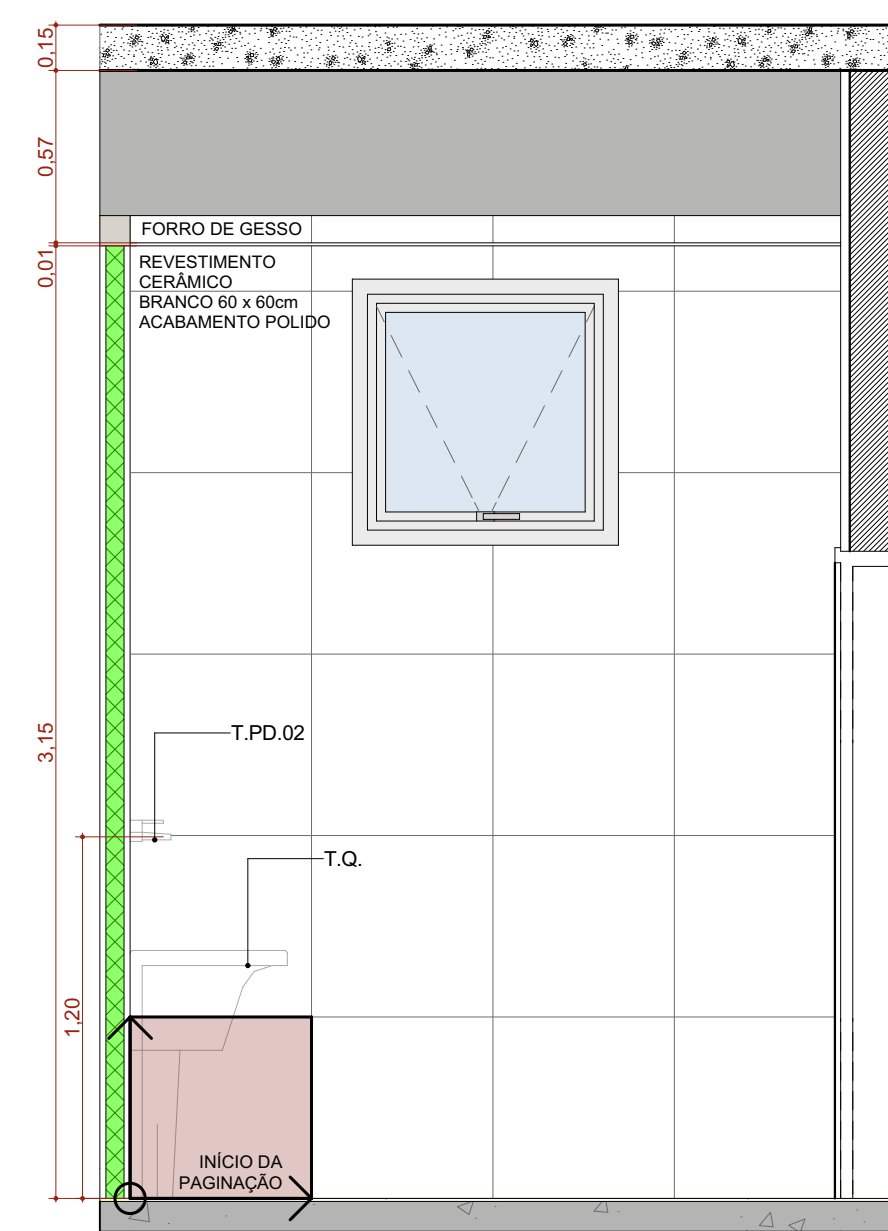 0,15
0,57
FORRO DE GESSO
0,01
REVESTIMENTO
CERÂMICO
BRANCO 60 x 60cm
ACABAMENTO POLIDO
3,15
T.PD.02
T.Q.
1,20
INÍCIO DA
PAGINAÇÃO